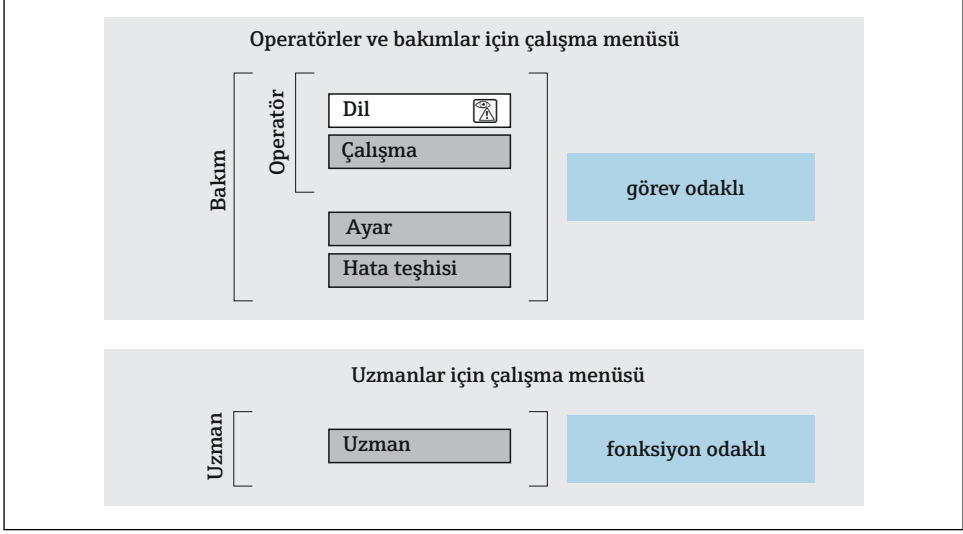 Operatörler ve bakımlar için çalışma menüsü
Bakım
Operatör
Dil
Çalışma
Ayar
Hata teşhisi
görev odaklı
Uzmanlar için çalışma menüsü
Uzman
Uzman
fonksiyon odaklı